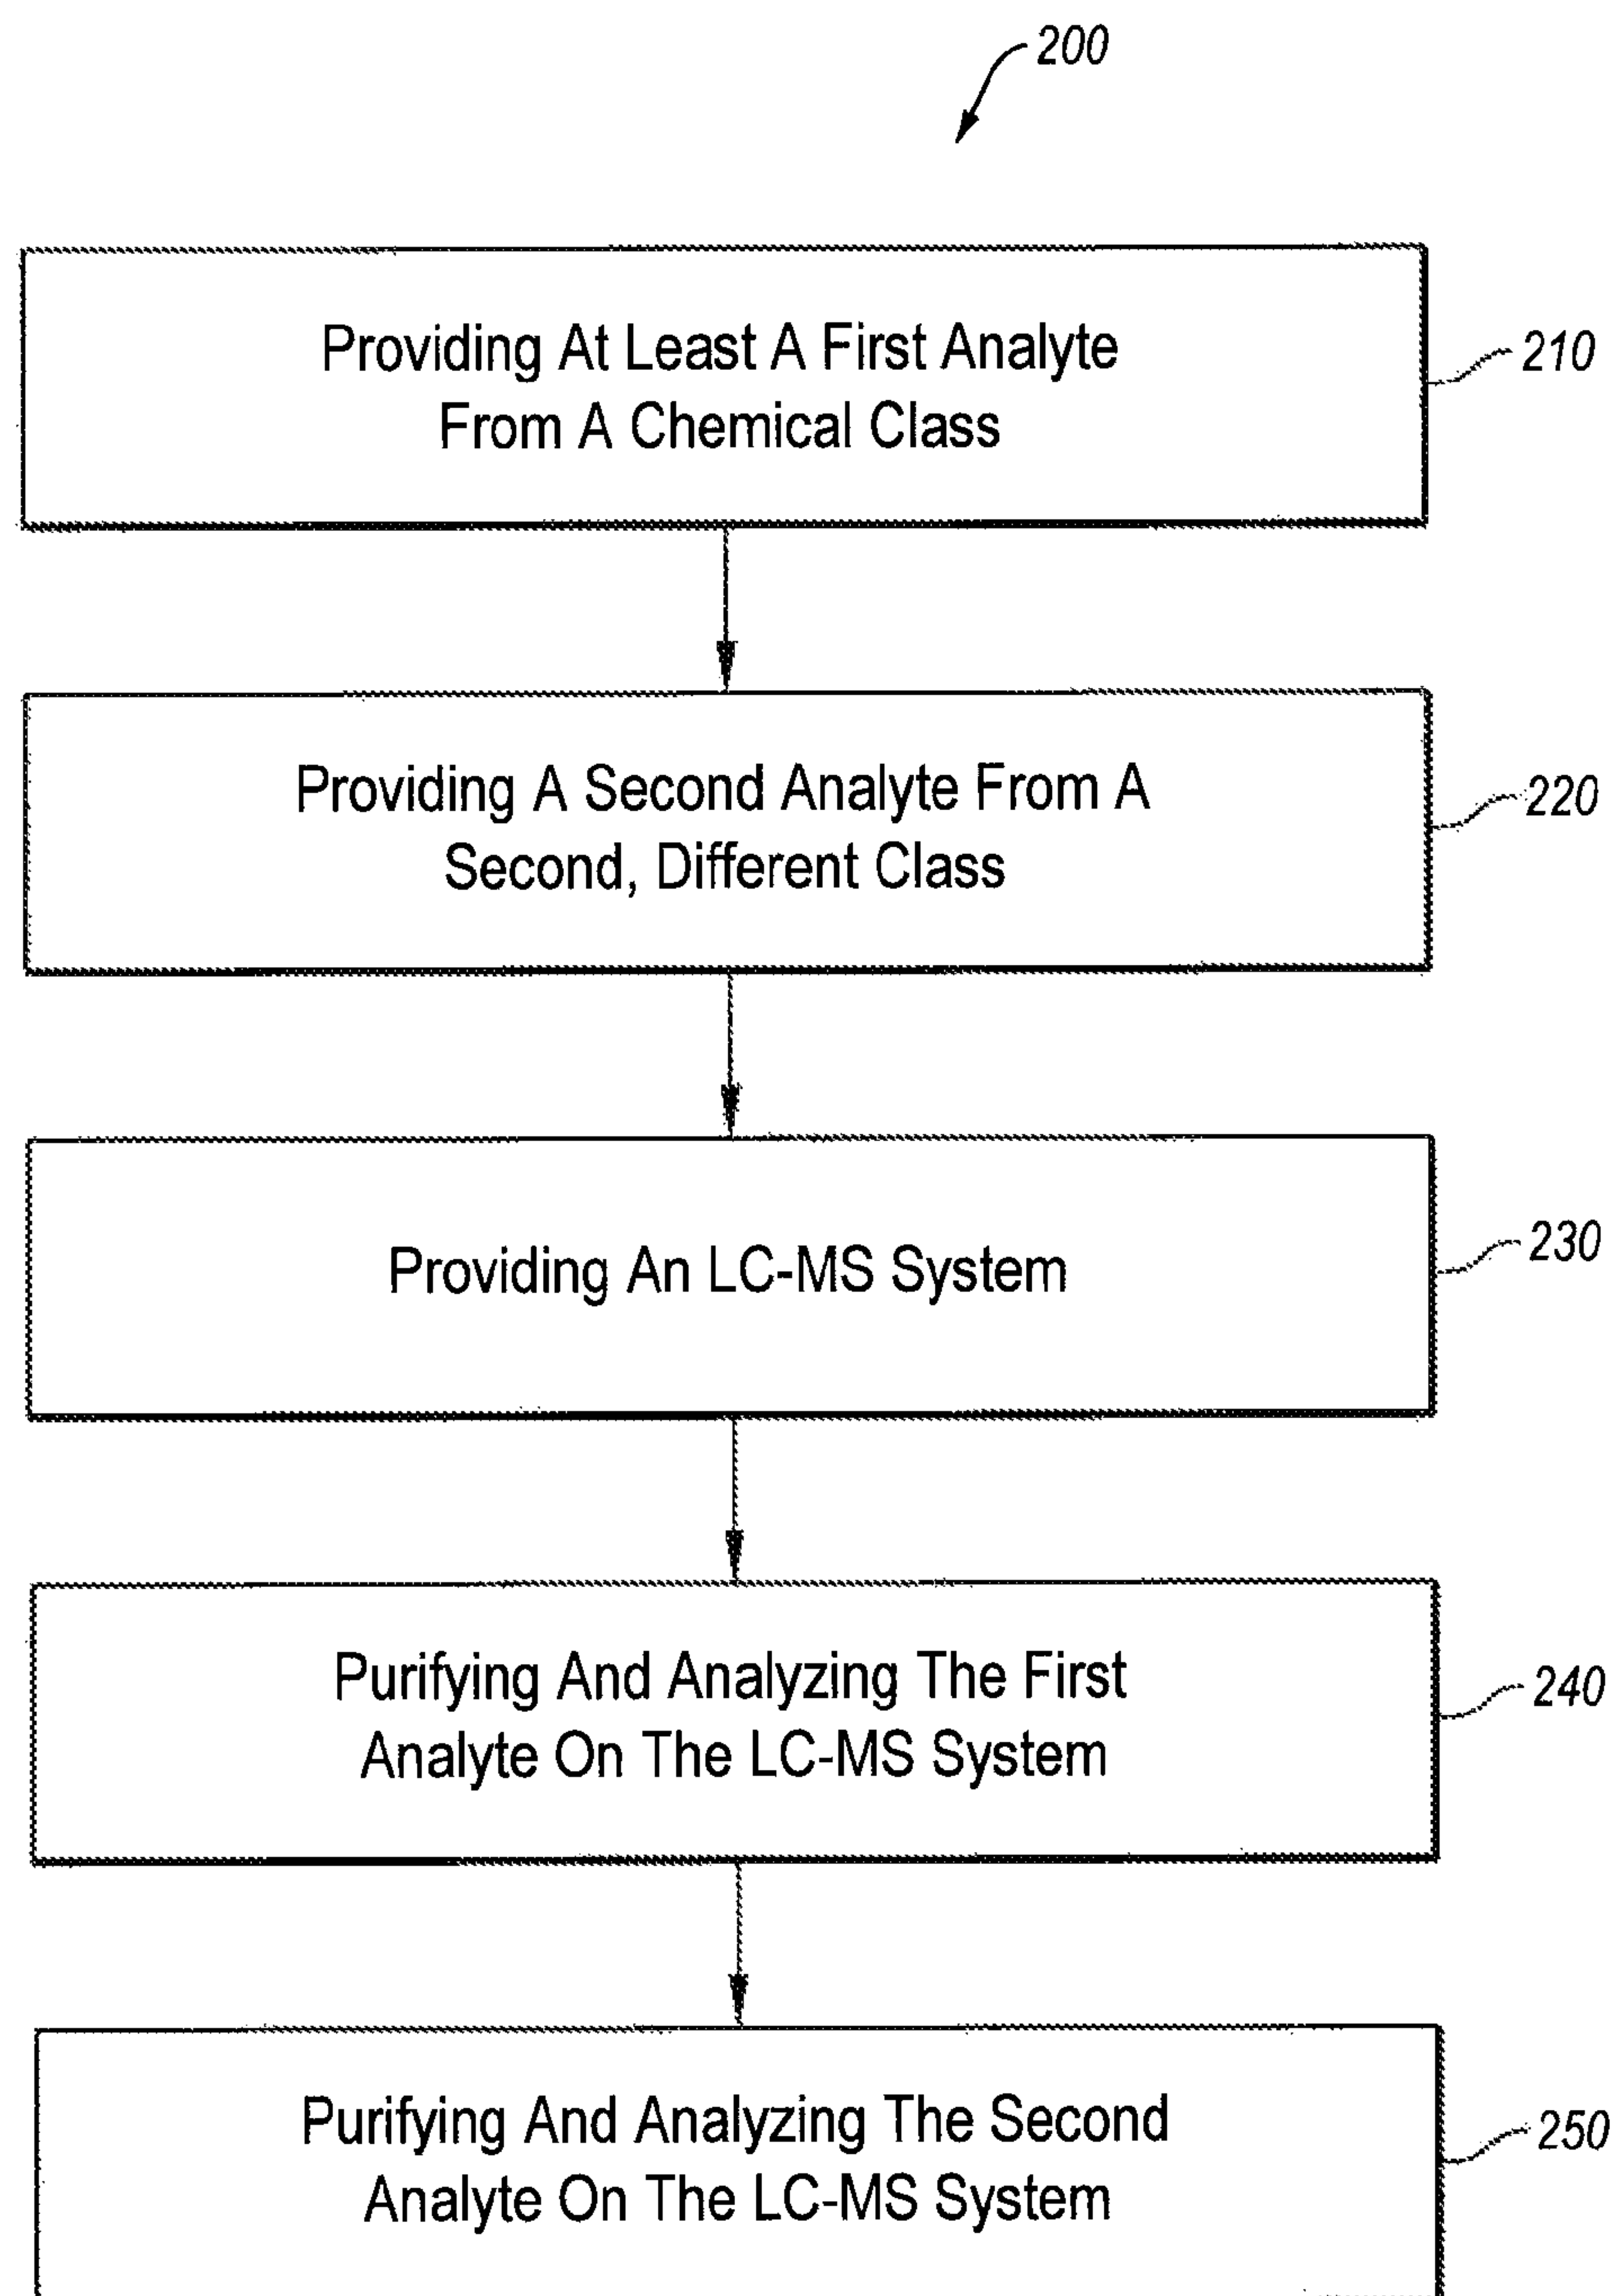 200
Providing At Least A First Analyte
From A Chemical Class
210
Providing A Second Analyte From A
Second, Different Class
220
Providing An LC-MS System
230
Purifying And Analyzing The First
Analyte On The LC-MS System
240
Purifying And Analyzing The Second
Analyte On The LC-MS System
250